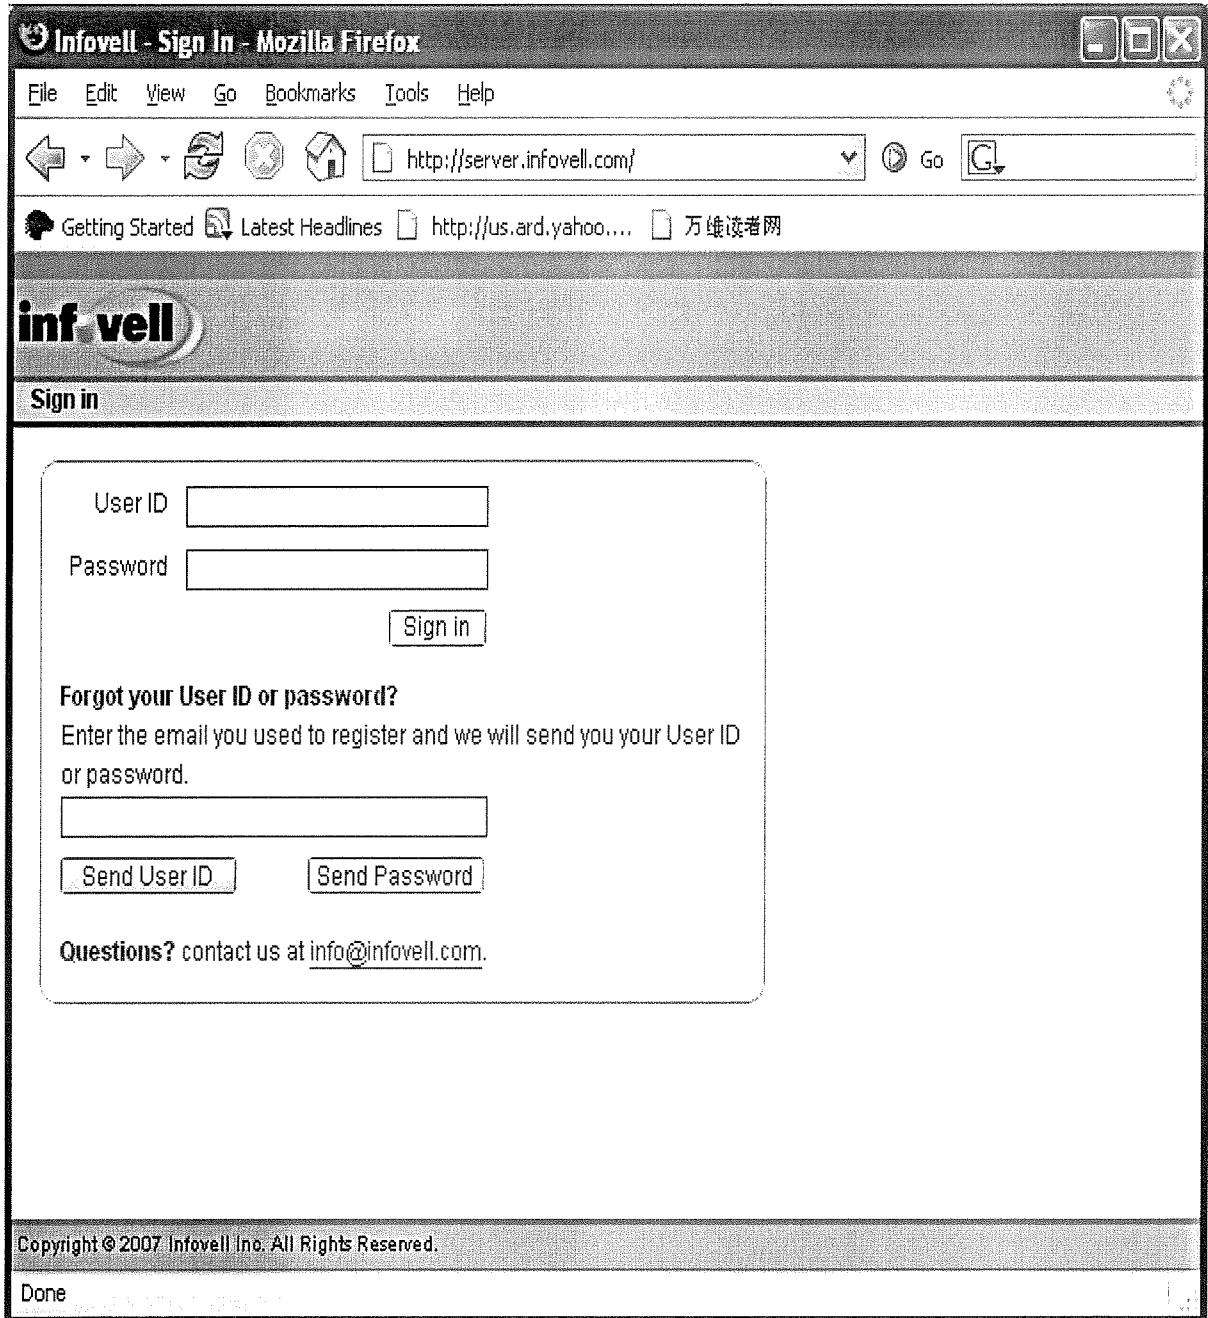 Infovell - Sign In - Mozilla Firefox
File Edit View Go Bookmarks Tools Help
http://server.infovell.com/ Go G
Getting Started Latest Headlines http://us.ard.yahoo.... 万维读者网
infovell
Sign in
User ID
Password
Sign in
Forgot your User ID or password?
Enter the email you used to register and we will send you your User ID
or password.
Send User ID Send Password
Questions? contact us at info@infovell.com.
Copyright © 2007 Infovell Inc. All Rights Reserved.
Done